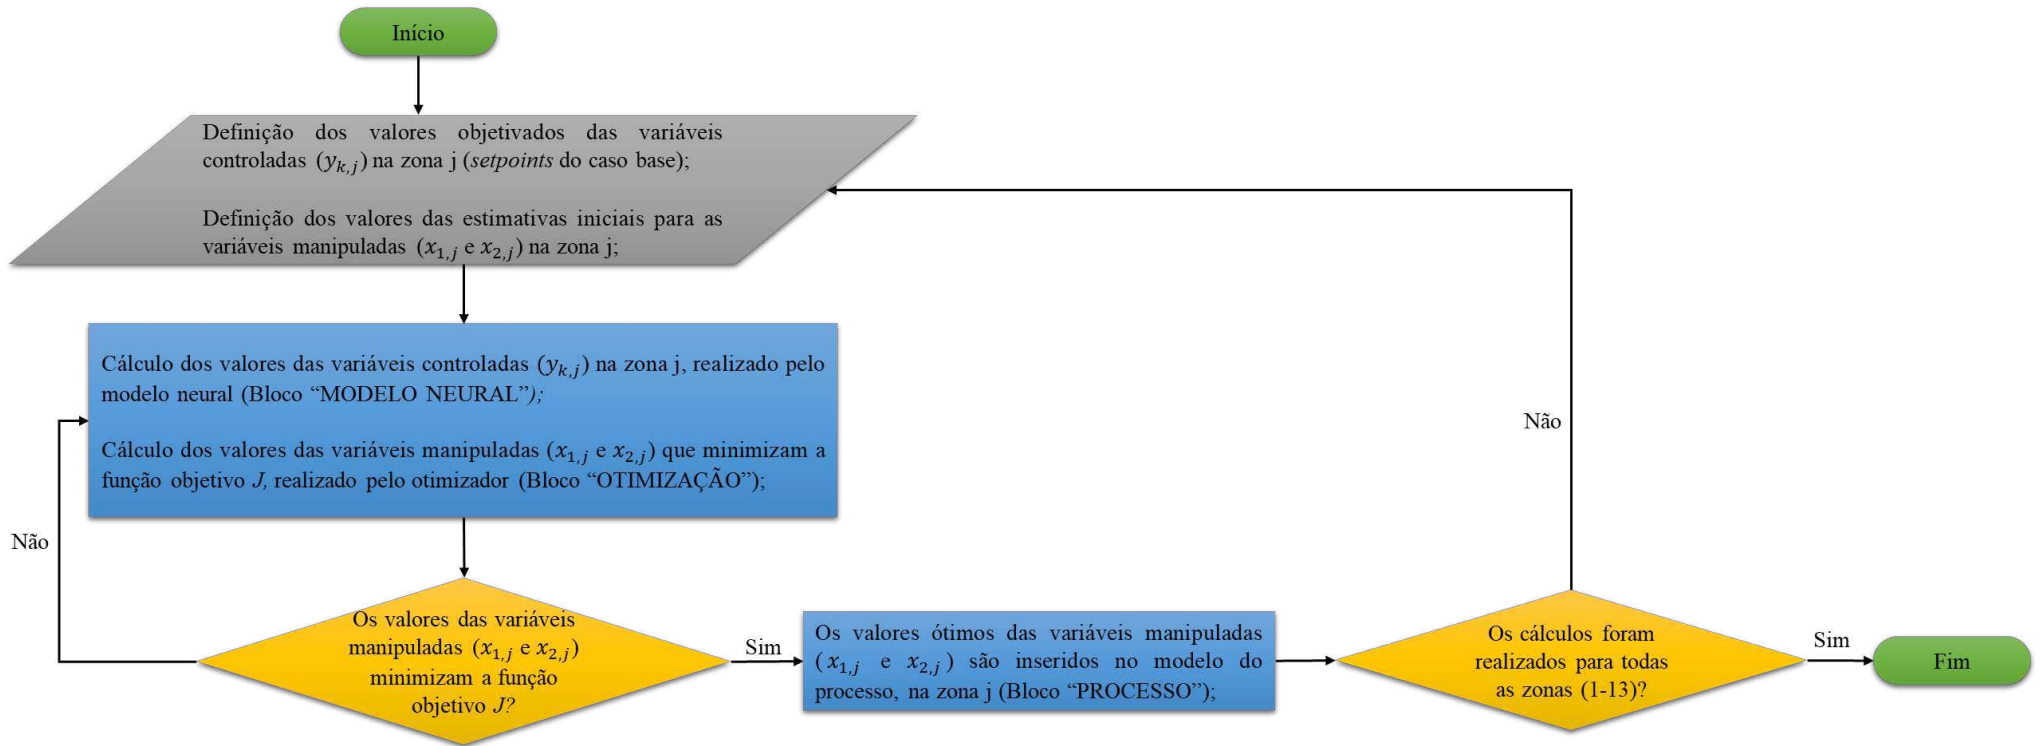 Início
Definição dos valores objetivados das variáveis
controladas (y_{k,j}) na zona j (setpoints do caso base);
Definição dos valores das estimativas iniciais para as
variáveis manipuladas (x_{1,j} e x_{2,j}) na zona j;
Cálculo dos valores das variáveis controladas (y_{k,j}) na zona j, realizado pelo
modelo neural (Bloco “MODELO NEURAL”);
Cálculo dos valores das variáveis manipuladas (x_{1,j} e x_{2,j}) que minimizam a
função objetivo J, realizado pelo otimizador (Bloco “OTIMIZAÇÃO”);
Não
Os valores das variáveis
manipuladas (x_{1,j} e x_{2,j})
minimizam a função
objetivo J?
Sim
Os valores ótimos das variáveis manipuladas
(x_{1,j} e x_{2,j}) são inseridos no modelo do
processo, na zona j (Bloco “PROCESSO”);
Não
Os cálculos foram
realizados para todas
as zonas (1-13)?
Sim
Fim